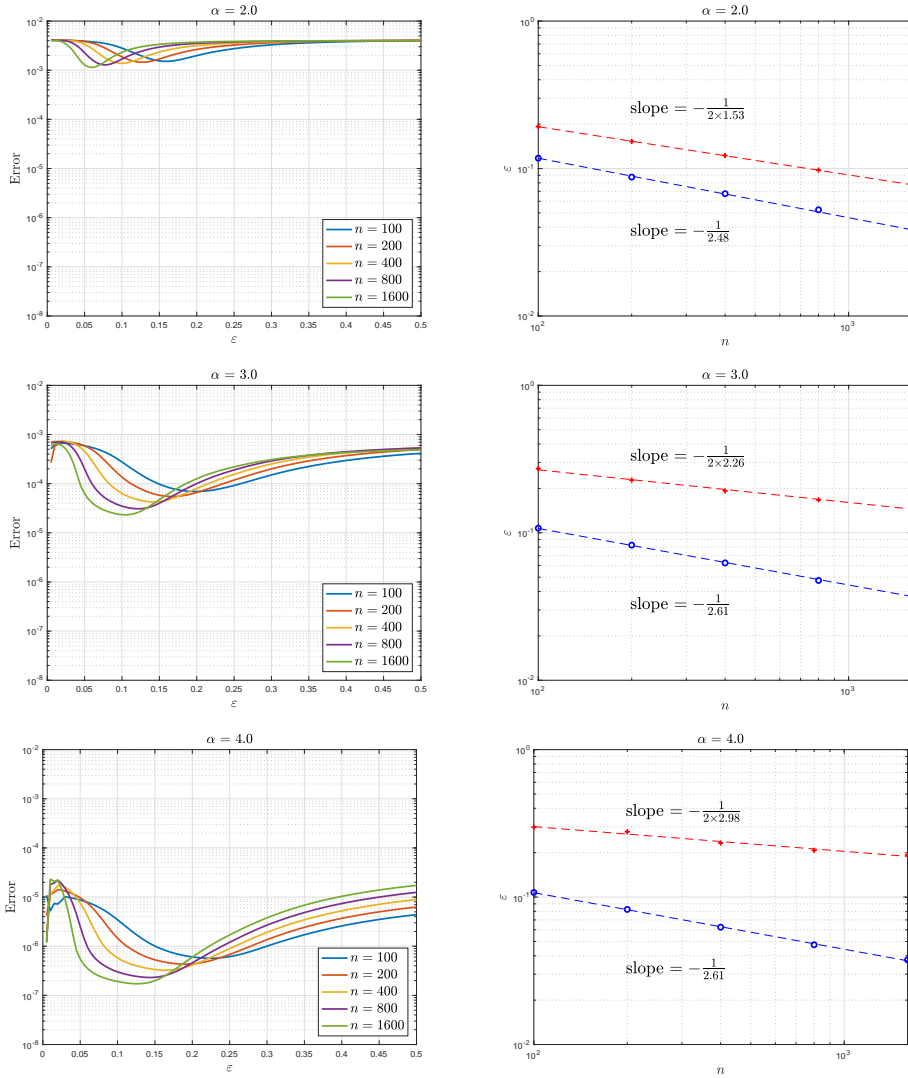 α = 2.0
10^-2
10^-3
10^-4
10^-5
10^-6
10^-7
10^-8
Error
0 0.05 0.1 0.15 0.2 0.25 0.3 0.35 0.4 0.45 0.5
ε
n = 100
n = 200
n = 400
n = 800
n = 1600
α = 2.0
10^0
10^-1
10^-2
ε
slope = −1/(2×1.53)
slope = −1/2.48
10^2 10^3
n
α = 3.0
10^-2
10^-3
10^-4
10^-5
10^-6
10^-7
10^-8
Error
0 0.05 0.1 0.15 0.2 0.25 0.3 0.35 0.4 0.45 0.5
ε
n = 100
n = 200
n = 400
n = 800
n = 1600
α = 3.0
10^0
10^-1
10^-2
ε
slope = −1/(2×2.26)
slope = −1/2.61
10^2 10^3
n
α = 4.0
10^-2
10^-3
10^-4
10^-5
10^-6
10^-7
10^-8
Error
0 0.05 0.1 0.15 0.2 0.25 0.3 0.35 0.4 0.45 0.5
ε
n = 100
n = 200
n = 400
n = 800
n = 1600
α = 4.0
10^0
10^-1
10^-2
ε
slope = −1/(2×2.98)
slope = −1/2.61
10^2 10^3
n